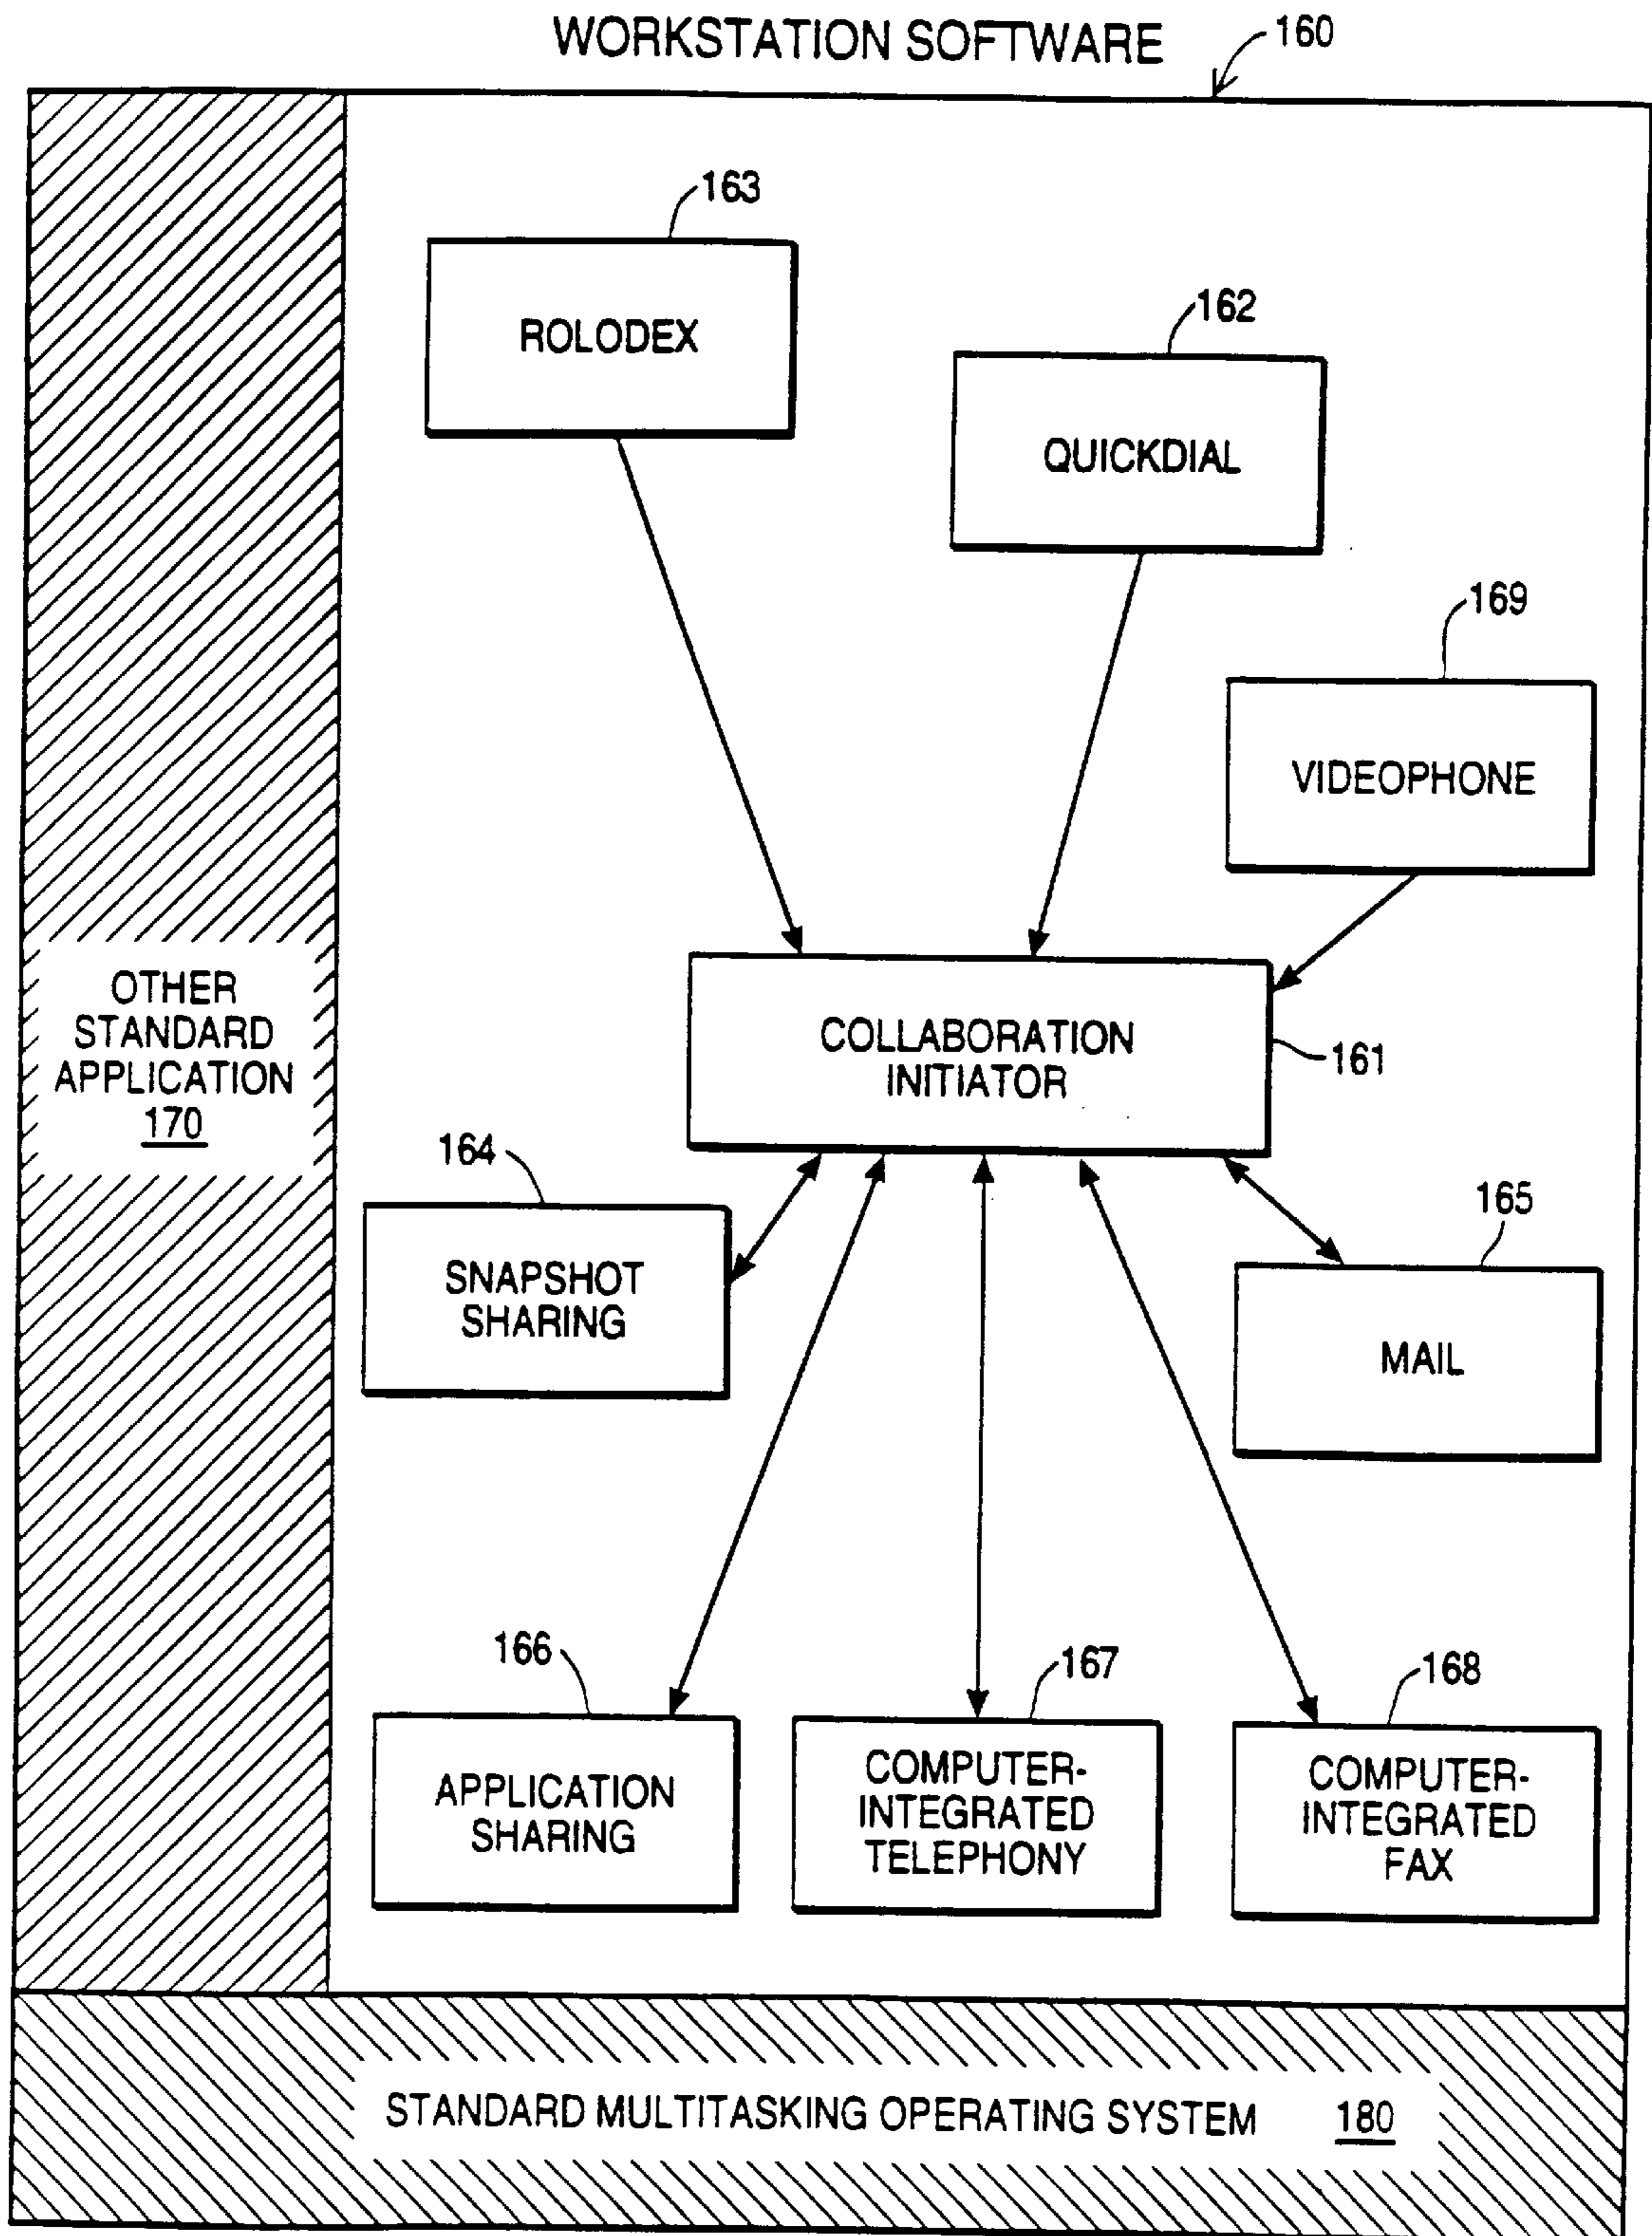 WORKSTATION SOFTWARE
160
163
ROLODEX
162
QUICKDIAL
169
VIDEOPHONE
COLLABORATION
INITIATOR
161
OTHER
STANDARD
APPLICATION
170
164
SNAPSHOT
SHARING
165
MAIL
166
APPLICATION
SHARING
167
COMPUTER-
INTEGRATED
TELEPHONY
168
COMPUTER-
INTEGRATED
FAX
STANDARD MULTITASKING OPERATING SYSTEM 180